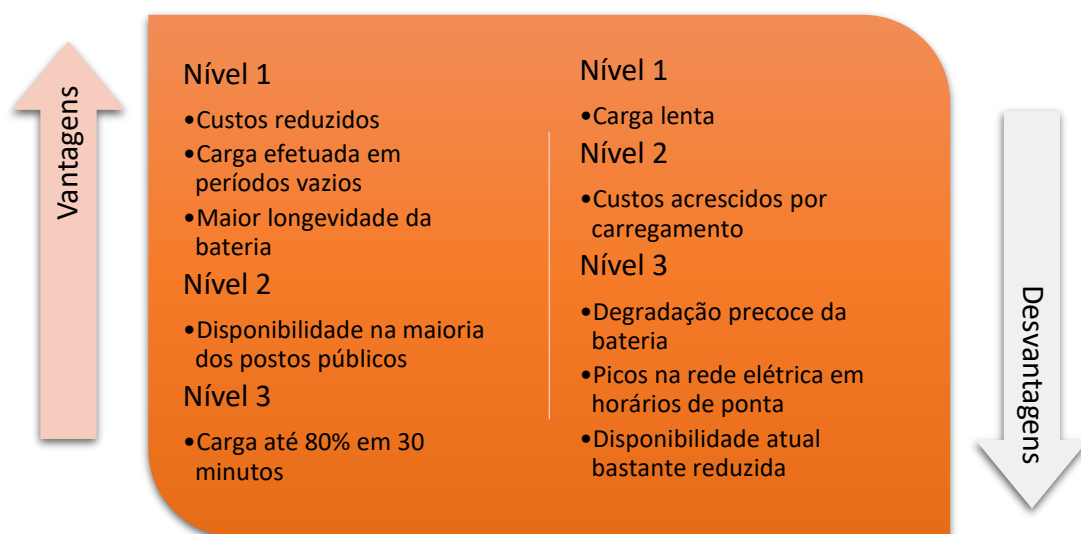 Vantagens
Nível 1
•Custos reduzidos
•Carga efetuada em
períodos vazios
•Maior longevidade da
bateria
Nível 2
•Disponibilidade na maioria
dos postos públicos
Nível 3
•Carga até 80% em 30
minutos
Nível 1
•Carga lenta
Nível 2
•Custos acrescidos por
carregamento
Nível 3
•Degradação precoce da
bateria
•Picos na rede elétrica em
horários de ponta
•Disponibilidade atual
bastante reduzida
Desvantagens